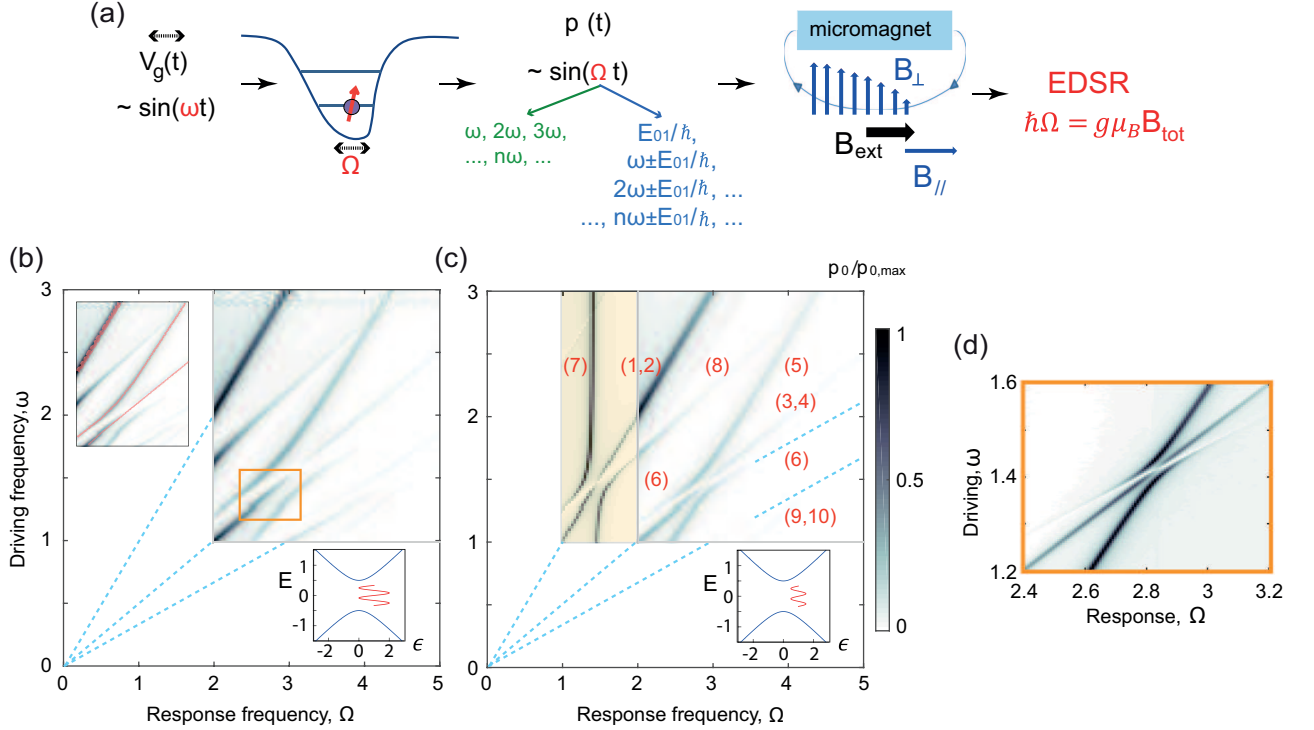 (a)
V_g(t)
~ sin(ωt)
Ω
p (t)
~ sin(Ω t)
ω, 2ω, 3ω,
..., nω, ...
E₀₁/ℏ,
ω±E₀₁/ℏ,
2ω±E₀₁/ℏ, ...
..., nω±E₀₁/ℏ, ...
micromagnet
B⊥
B_ext
B_//
EDSR
ℏΩ = gμ_B B_tot
(b)
Driving frequency, ω
3
2
1
0
0 1 2 3 4 5
Response frequency, Ω
E
1
0
-1
-2 0 2 ϵ
(c)
p₀/p₀,max
3
2
1
0
(7) (1,2) (8) (5)
(3,4)
(6) (6)
(9,10)
E
1
0
-1
-2 0 2 ϵ
0 1 2 3 4 5
Response frequency, Ω
1
0.5
0
(d)
Driving, ω
1.6
1.4
1.2
2.4 2.6 2.8 3 3.2
Response, Ω